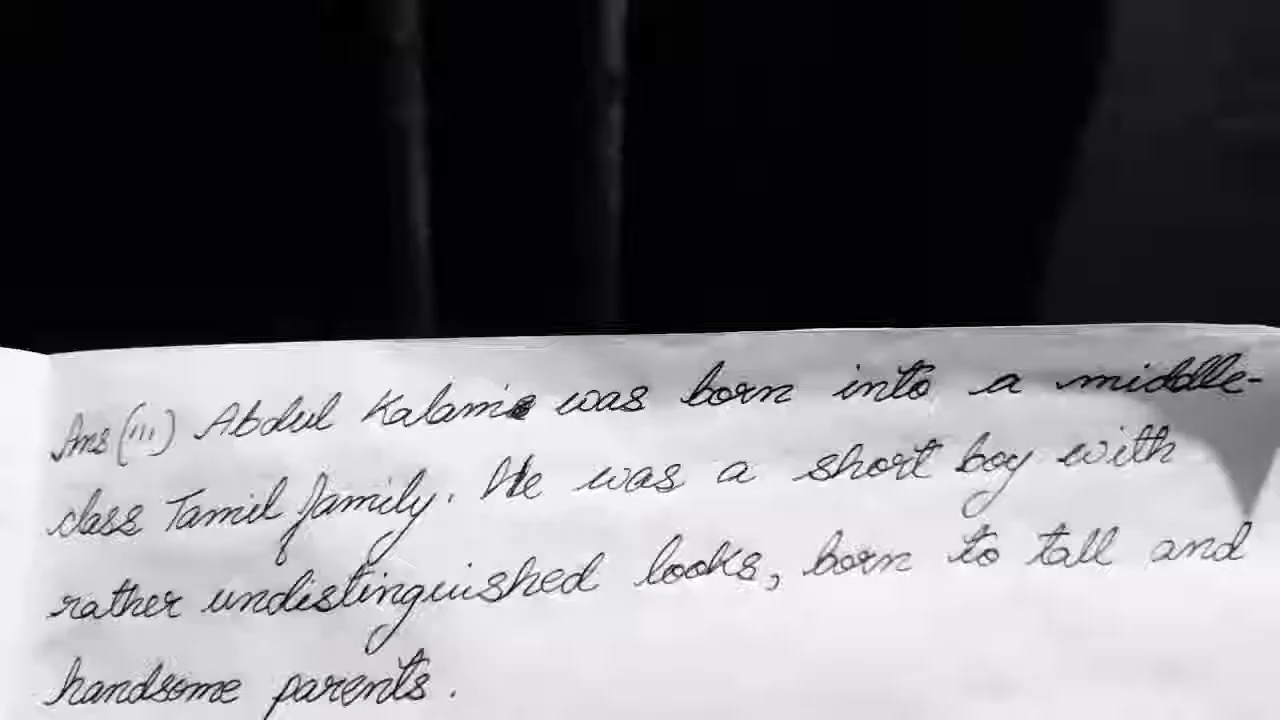 Ans (iii) Abdul Kalam was born into a middle-
class Tamil family. He was a short boy with
rather undistinguished looks, born to tall and
handsome parents.